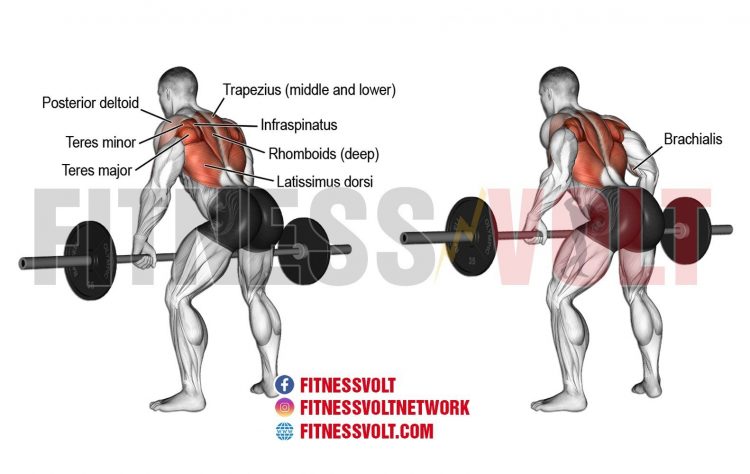 Trapezius (middle and lower)
Posterior deltoid
Infraspinatus
Teres minor
Rhomboids (deep)
Teres major
Latissimus dorsi
Brachialis
FITNESS VOLT
FITNESSVOLT
FITNESSVOLTNETWORK
FITNESSVOLT.COM